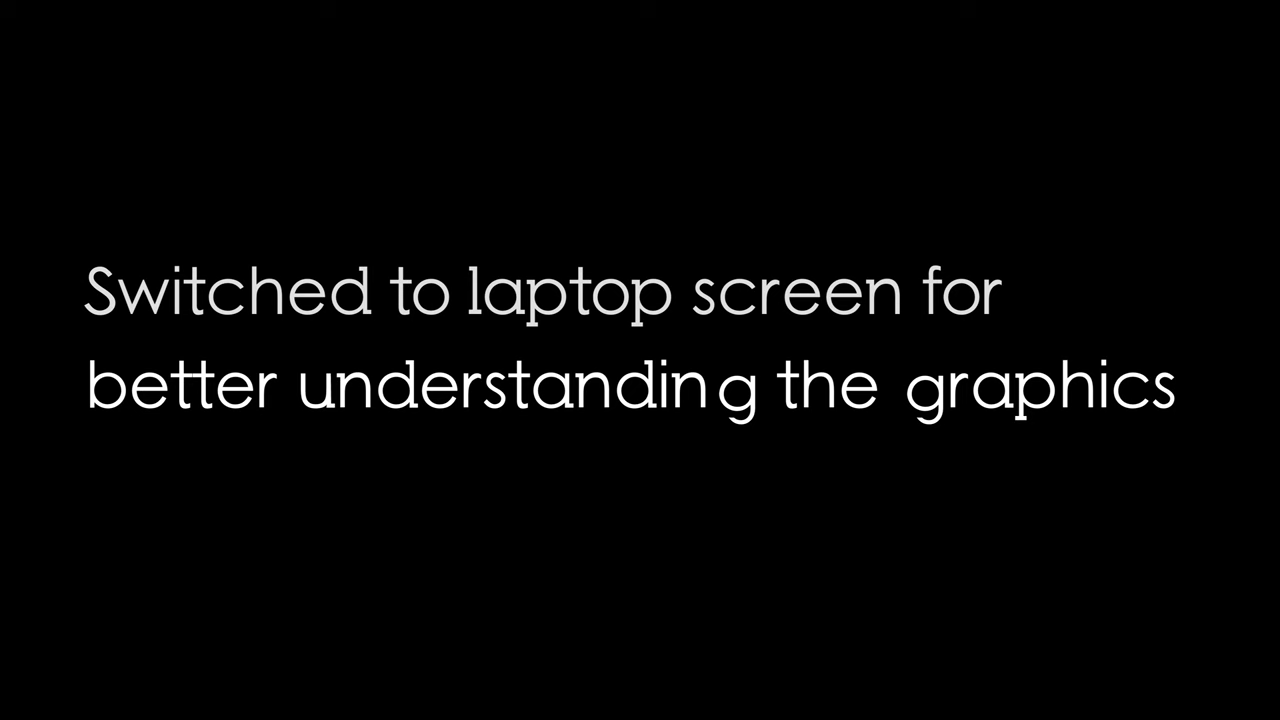 Switched to laptop screen for
better understanding the graphics